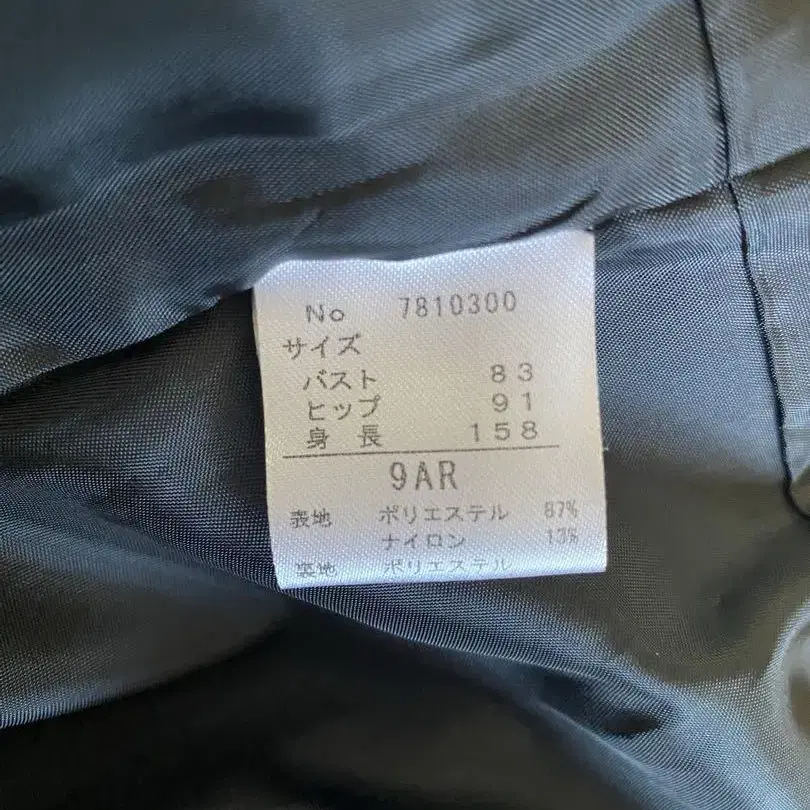 No 7810300
サイズ
バスト 83
ヒップ 91
身長 158
9AR
表地 ポリエステル 87%
ナイロン 13%
裏地 ポリエステル